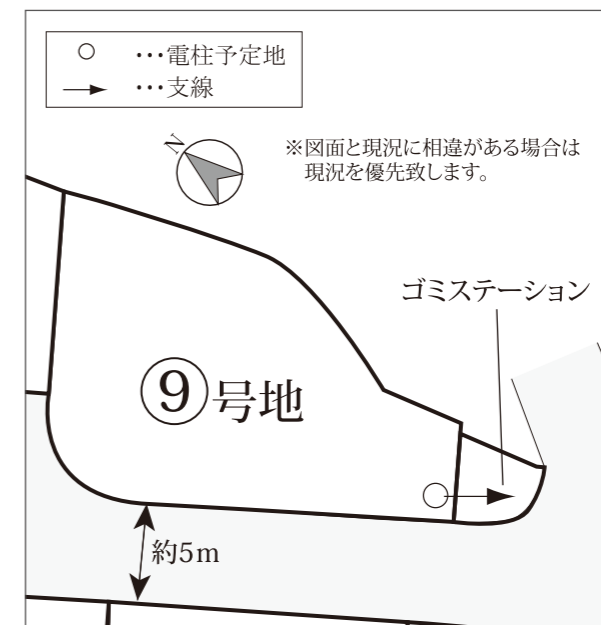 ○ …電柱予定地
→ …支線
N
※図面と現況に相違がある場合は
現況を優先致します。
ゴミステーション
⑨号地
約5m